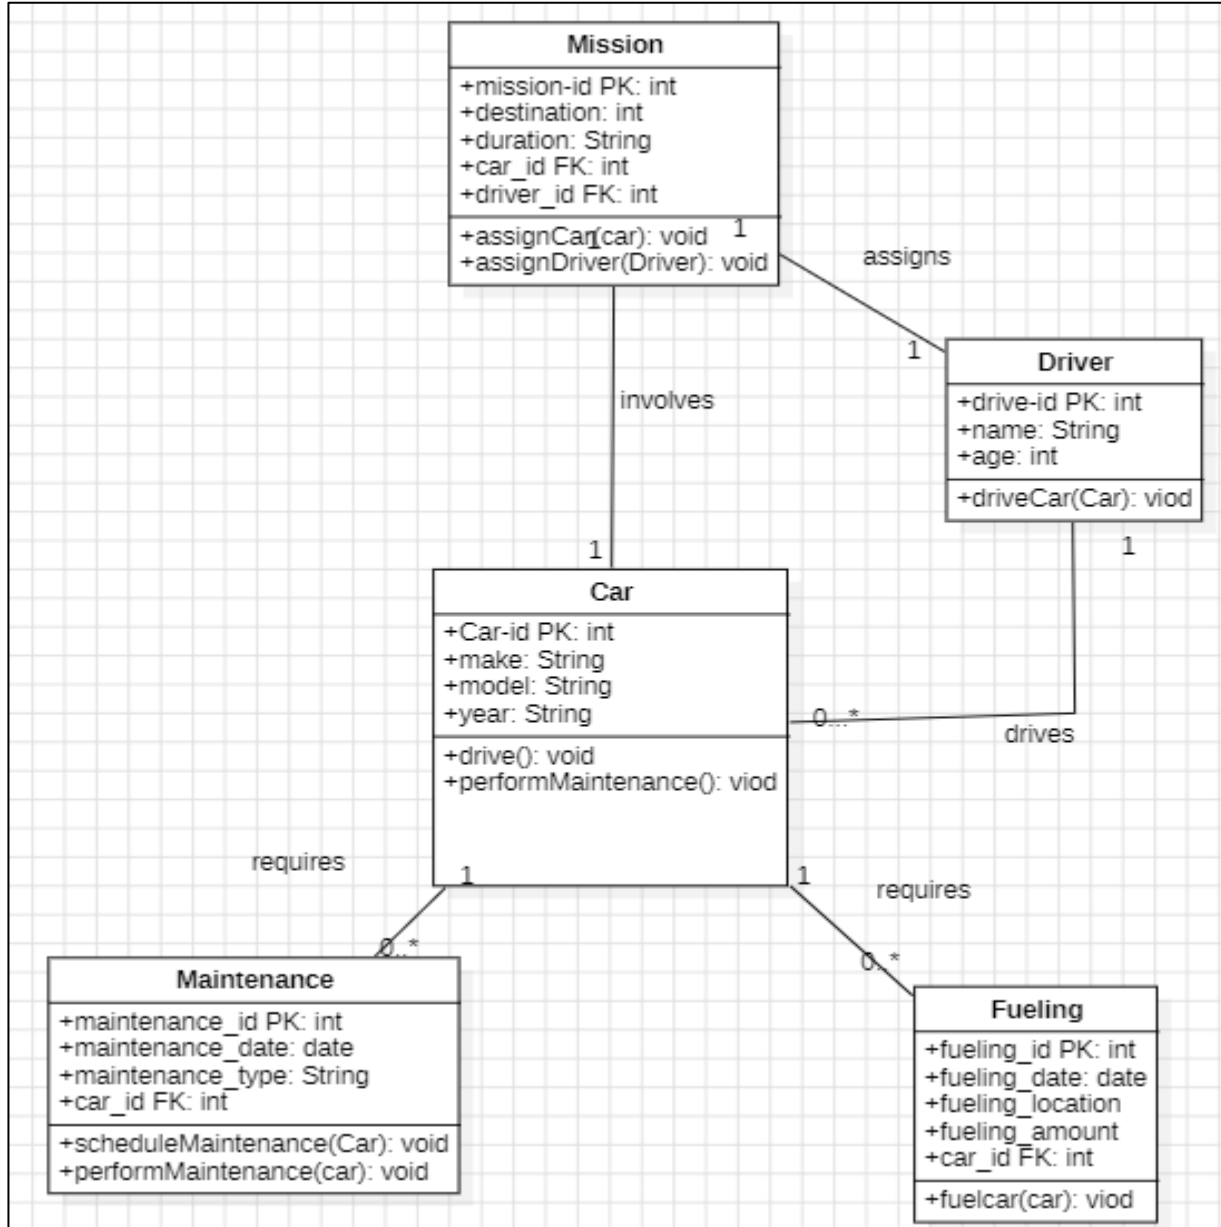 Mission
+mission-id PK: int
+destination: int
+duration: String
+car_id FK: int
+driver_id FK: int
+assignCar(car): void
1
+assignDriver(Driver): void
1
assigns
1
Driver
+drive-id PK: int
+name: String
+age: int
+driveCar(Car): viod
1
involves
1
Car
+Car-id PK: int
+make: String
+model: String
+year: String
+drive(): void
+performMaintenance(): viod
0...*
drives
requires
1
0..*
1
requires
0..*
Maintenance
+maintenance_id PK: int
+maintenance_date: date
+maintenance_type: String
+car_id FK: int
+scheduleMaintenance(Car): void
+performMaintenance(car): void
Fueling
+fueling_id PK: int
+fueling_date: date
+fueling_location
+fueling_amount
+car_id FK: int
+fuelcar(car): viod